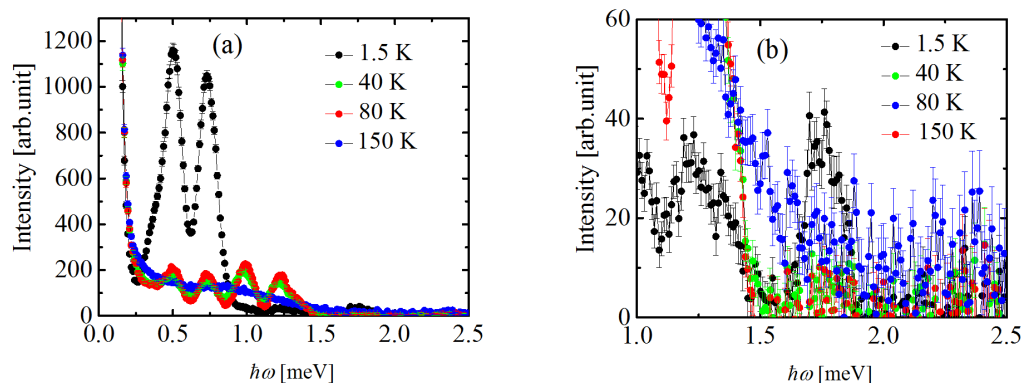 (a)
1.5 K
40 K
80 K
150 K
Intensity [arb.unit]
1200
1000
800
600
400
200
0
0.0 0.5 1.0 1.5 2.0 2.5
ħω [meV]
(b)
1.5 K
40 K
80 K
150 K
Intensity [arb.unit]
60
40
20
0
1.0 1.5 2.0 2.5
ħω [meV]